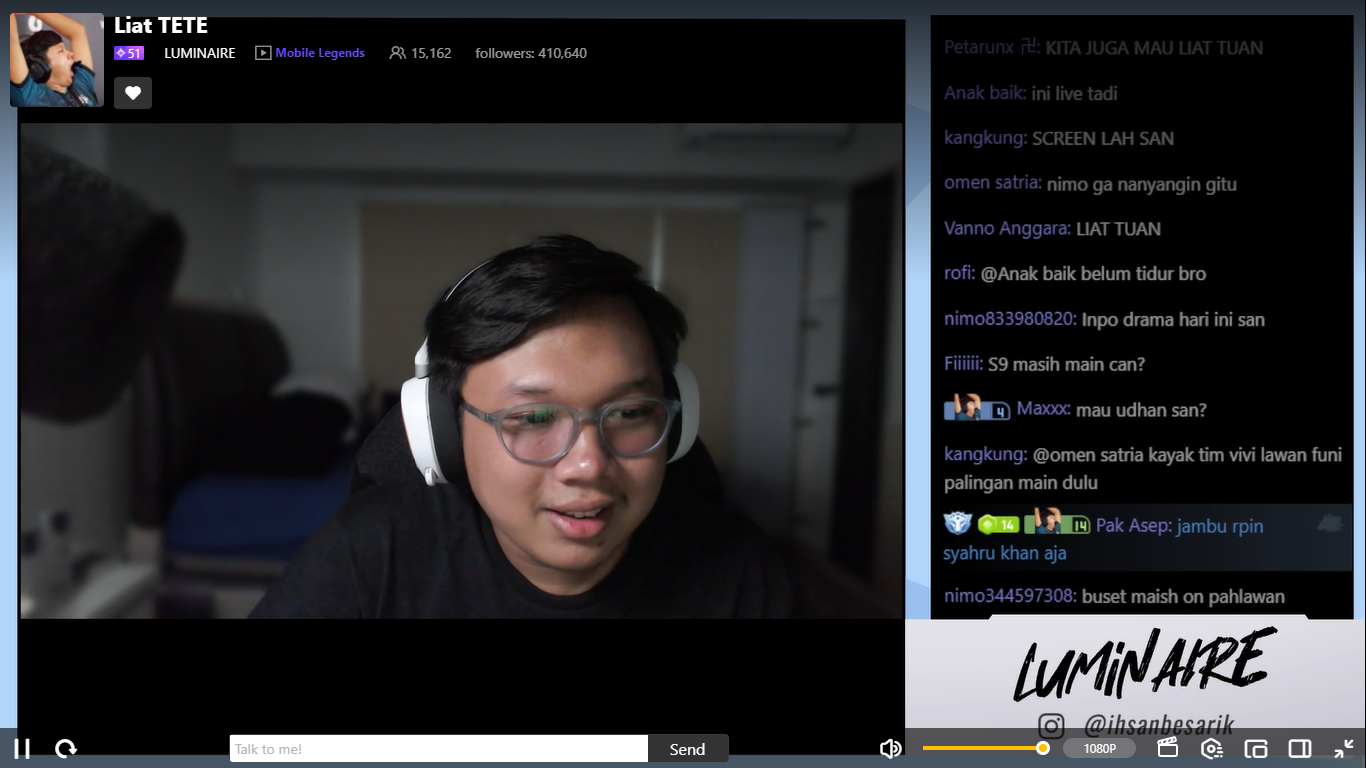 Liat TETE
51 LUMINAIRE Mobile Legends 15,162 followers: 410,640
Petarunx 卍: KITA JUGA MAU LIAT TUAN
Anak baik: ini live tadi
kangkung: SCREEN LAH SAN
omen satria: nimo ga nanyangin gitu
Vanno Anggara: LIAT TUAN
rofi: @Anak baik belum tidur bro
nimo833980820: Inpo drama hari ini san
Fiiiiiii: S9 masih main can?
4 Maxxx: mau udhan san?
kangkung: @omen satria kayak tim vivi lawan funi
palingan main dulu
14 14 Pak Asep: jambu rpin
syahru khan aja
nimo344597308: buset maish on pahlawan
LUMINAIRE
@ihsanbesarik
Talk to me! Send 1080P